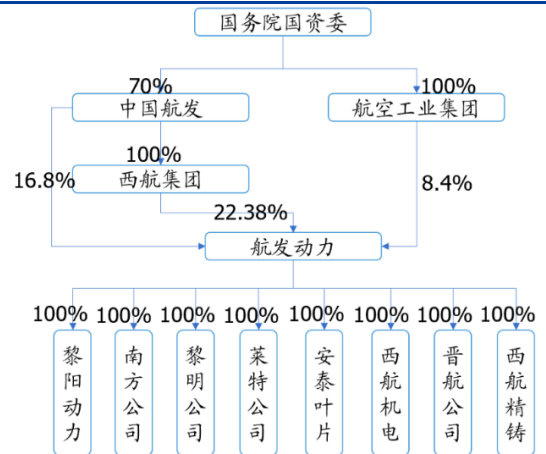 国务院国资委
70%
100%
中国航发
航空工业集团
100%
16.8%
西航集团
8.4%
22.38%
航发动力
100%
100%
100%
100%
100%
100%
100%
100%
黎阳动力
南方公司
黎明公司
莱特公司
安泰叶片
西航机电
晋航公司
西航精铸